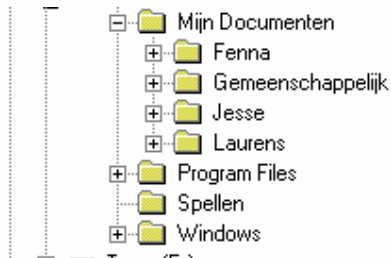 Mijn Documenten
Fenna
Gemeenschappelijk
Jesse
Laurens
Program Files
Spellen
Windows